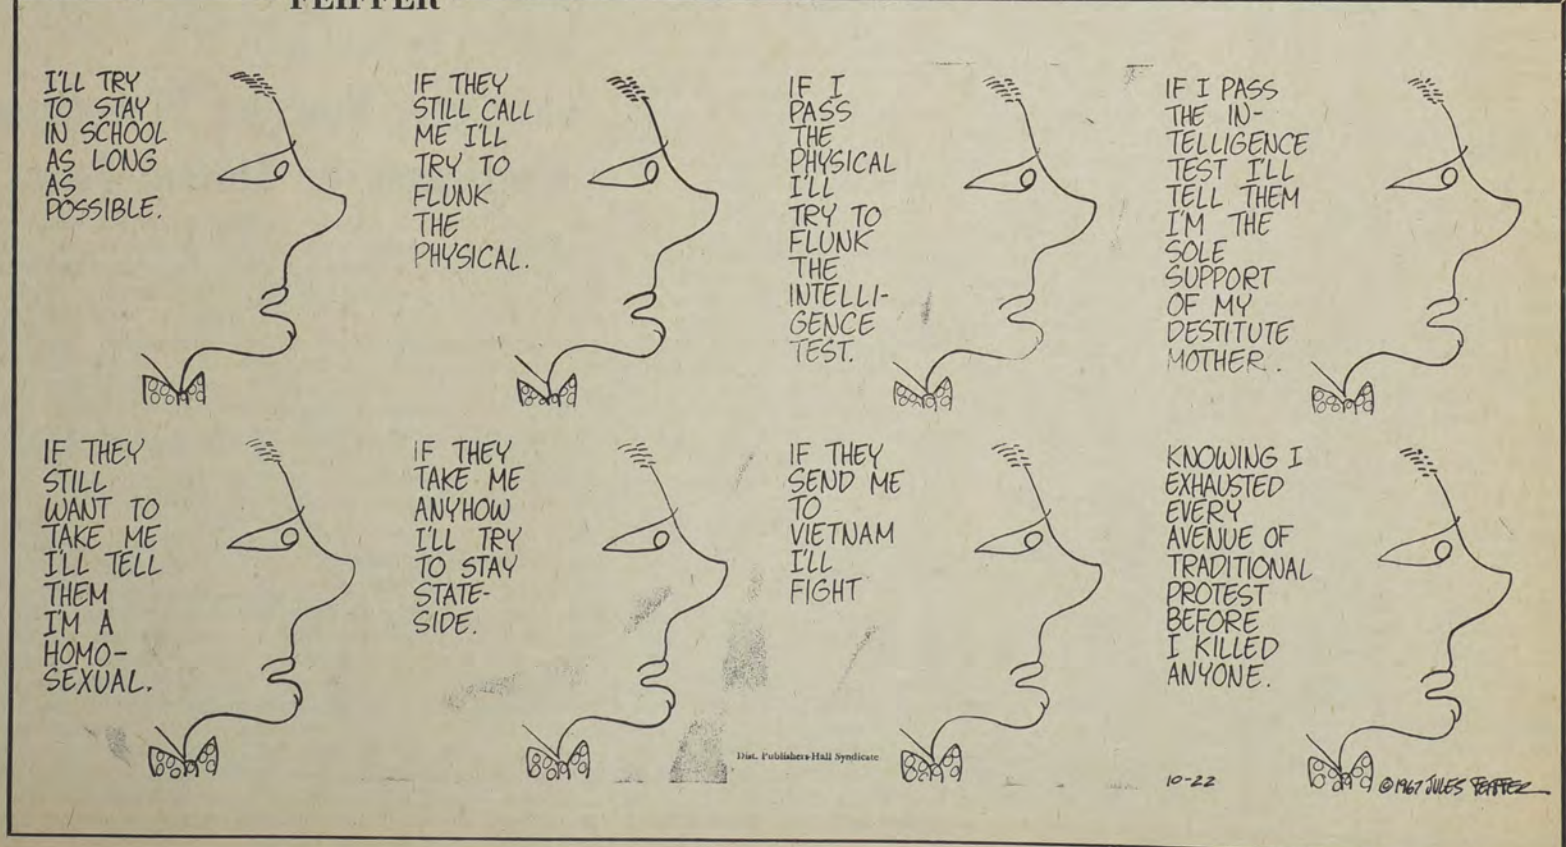 FEIFFER
I'LL TRY
TO STAY
IN SCHOOL
AS LONG
AS
POSSIBLE.
IF THEY
STILL CALL
ME I'LL
TRY TO
FLUNK
THE
PHYSICAL.
IF I
PASS
THE
PHYSICAL
I'LL
TRY TO
FLUNK
THE
INTELLI-
GENCE
TEST.
IF I PASS
THE IN-
TELLIGENCE
TEST I'LL
TELL THEM
I'M THE
SOLE
SUPPORT
OF MY
DESTITUTE
MOTHER.
IF THEY
STILL
WANT TO
TAKE ME
I'LL TELL
THEM
I'M A
HOMO-
SEXUAL.
IF THEY
TAKE ME
ANYHOW
I'LL TRY
TO STAY
STATE-
SIDE.
IF THEY
SEND ME
TO
VIETNAM
I'LL
FIGHT
KNOWING I
EXHAUSTED
EVERY
AVENUE OF
TRADITIONAL
PROTEST
BEFORE
I KILLED
ANYONE.
Dist. Publishers-Hall Syndicate
10-22
©1967 JULES FEIFFER